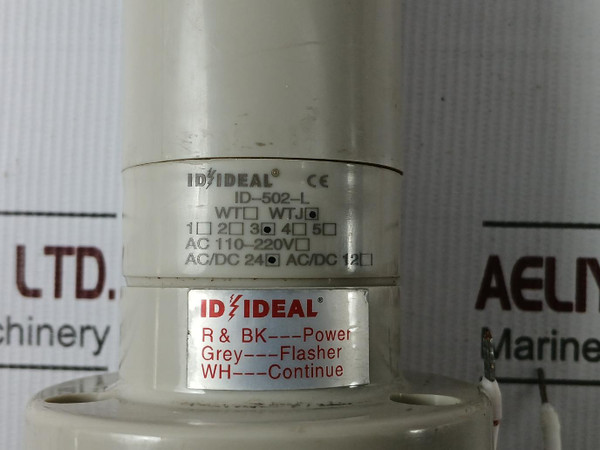 ID IDEAL® CE
ID-502-L
WT□ WTJ▣
1□ 2□ 3▣ 4□ 5□
AC 110-220V□
AC/DC 24▣ AC/DC 12□
ID IDEAL®
R & BK---Power
Grey---Flasher
WH---Continue
LTD.
chinery
AELIY
Marine